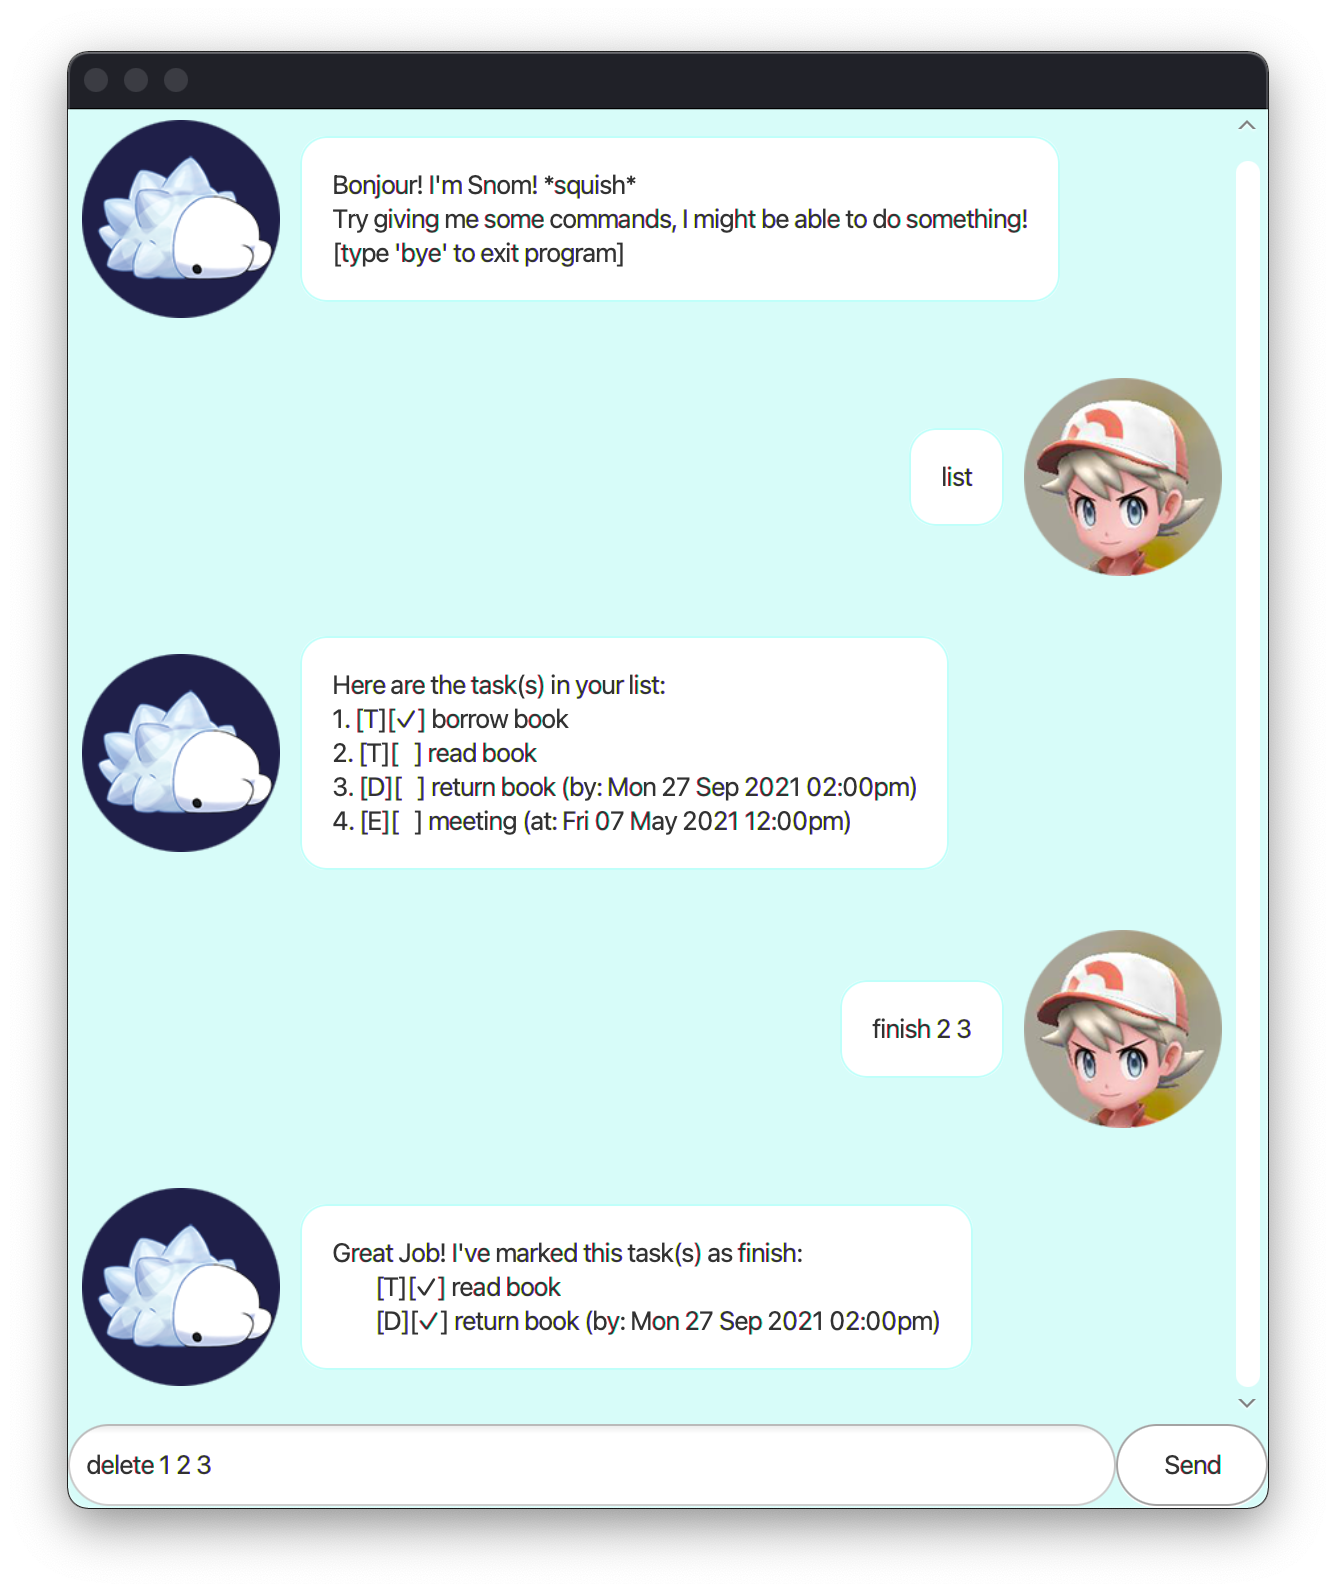 Bonjour! I'm Snom! *squish*
Try giving me some commands, I might be able to do something!
[type 'bye' to exit program]
list
Here are the task(s) in your list:
1. [T][✓] borrow book
2. [T][  ] read book
3. [D][  ] return book (by: Mon 27 Sep 2021 02:00pm)
4. [E][  ] meeting (at: Fri 07 May 2021 12:00pm)
finish 2 3
Great Job! I've marked this task(s) as finish:
[T][✓] read book
[D][✓] return book (by: Mon 27 Sep 2021 02:00pm)
delete 1 2 3
Send